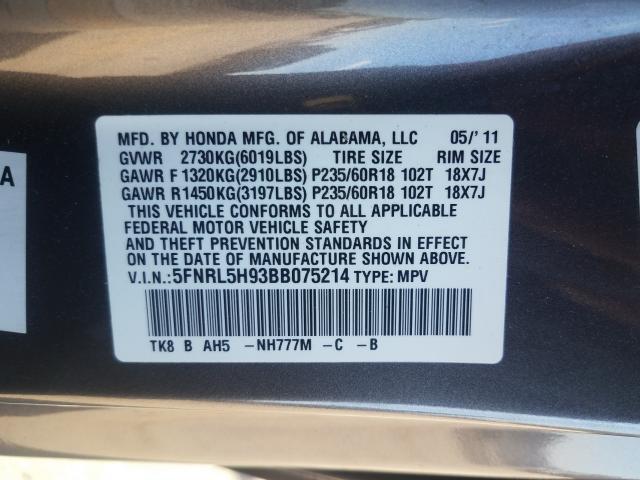 MFD. BY HONDA MFG. OF ALABAMA, LLC 05/'11
GVWR 2730KG(6019LBS) TIRE SIZE RIM SIZE
GAWR F 1320KG(2910LBS) P235/60R18 102T 18X7J
GAWR R1450KG(3197LBS) P235/60R18 102T 18X7J
THIS VEHICLE CONFORMS TO ALL APPLICABLE
FEDERAL MOTOR VEHICLE SAFETY
AND THEFT PREVENTION STANDARDS IN EFFECT
ON THE DATE OF MANUFACTURE SHOWN ABOVE.
V.I.N.:5FNRL5H93BB075214 TYPE: MPV
TK8 B AH5 -NH777M -C -B
A